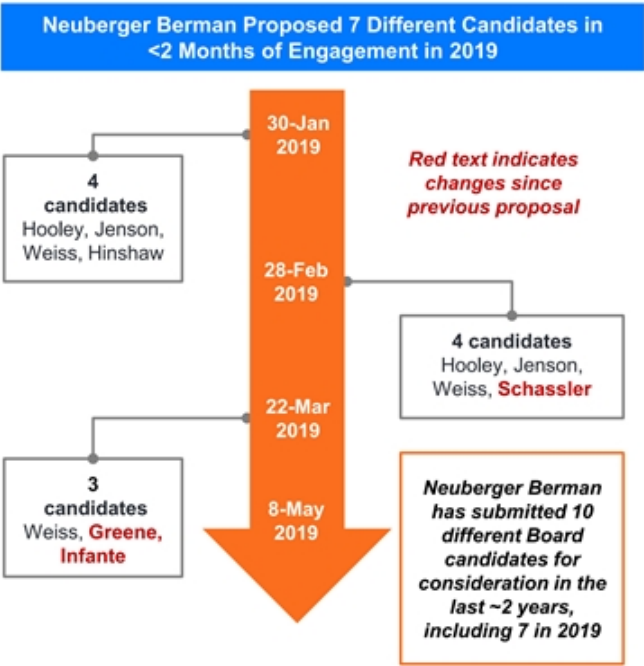 Neuberger Berman Proposed 7 Different Candidates in
<2 Months of Engagement in 2019
30-Jan
2019
4
candidates
Hooley, Jenson,
Weiss, Hinshaw
Red text indicates
changes since
previous proposal
28-Feb
2019
4 candidates
Hooley, Jenson,
Weiss, Schassler
22-Mar
2019
3
candidates
Weiss, Greene,
Infante
8-May
2019
Neuberger Berman
has submitted 10
different Board
candidates for
consideration in the
last ~2 years,
including 7 in 2019